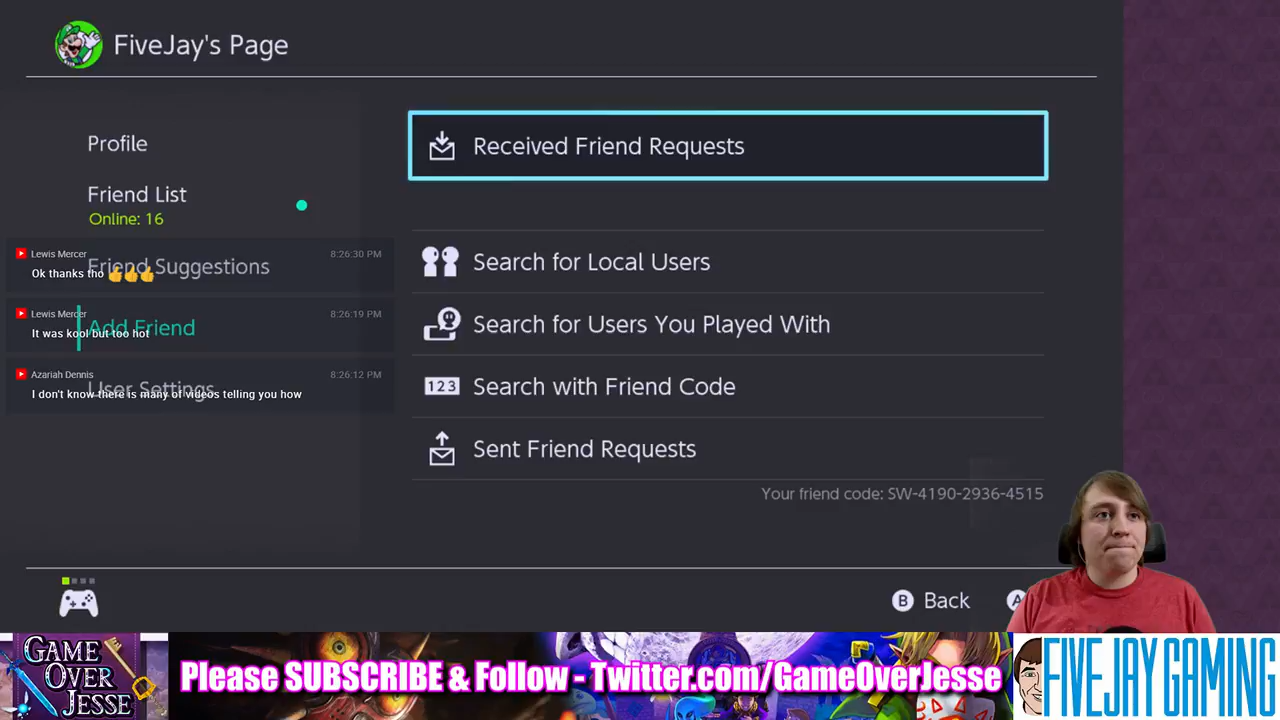 FiveJay's Page
Profile
Friend List
Online: 16
Friend Suggestions
Add Friend
User Settings
Lewis Mercer 8:26:30 PM
Ok thanks tho 👍👍👍
Lewis Mercer 8:26:19 PM
It was kool but too hot
Azariah Dennis 8:26:12 PM
I don't know there is many of videos telling you how
Received Friend Requests
Search for Local Users
Search for Users You Played With
123 Search with Friend Code
Sent Friend Requests
Your friend code: SW-4190-2936-4515
B Back
A
GAME
OVER
JESSE
Please SUBSCRIBE & Follow - Twitter.com/GameOverJesse
FIVEJAYGAMING